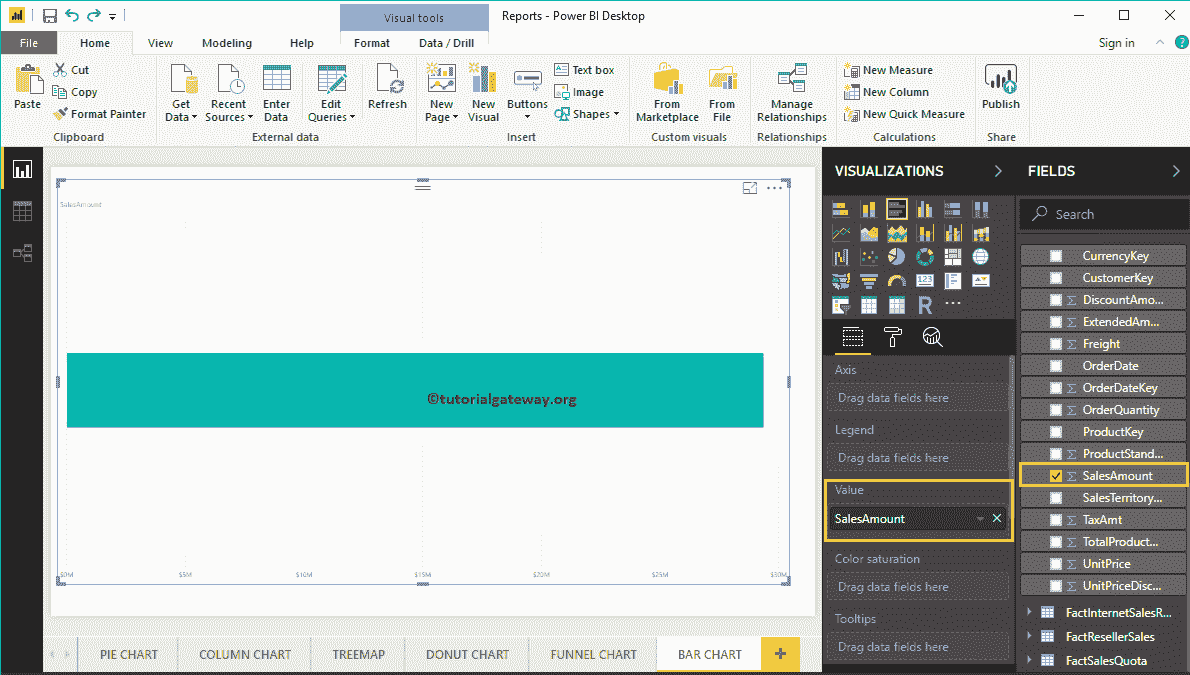 Visual tools
Reports - Power BI Desktop
File
Home
View
Modeling
Help
Format
Data / Drill
Sign in
?
Paste
Cut
Copy
Format Painter
Clipboard
Get
Data
Recent
Sources
Enter
Data
Edit
Queries
External data
Refresh
New
Page
New
Visual
Buttons
Text box
Image
Shapes
Insert
From
Marketplace
From
File
Custom visuals
Manage
Relationships
Relationships
New Measure
New Column
New Quick Measure
Calculations
Publish
Share
SalesAmount
©tutorialgateway.org
$0M
$5M
$10M
$15M
$20M
$25M
$30M
VISUALIZATIONS
123
R
Axis
Drag data fields here
Legend
Drag data fields here
Value
SalesAmount
Color saturation
Drag data fields here
Tooltips
Drag data fields here
FIELDS
Search
CurrencyKey
CustomerKey
Σ DiscountAmo...
Σ ExtendedAm...
Σ Freight
OrderDate
Σ OrderDateKey
Σ OrderQuantity
ProductKey
Σ ProductStand...
Σ SalesAmount
SalesTerritory...
Σ TaxAmt
Σ TotalProduct...
Σ UnitPrice
Σ UnitPriceDisc...
FactInternetSalesR...
FactResellerSales
FactSalesQuota
PIE CHART
COLUMN CHART
TREEMAP
DONUT CHART
FUNNEL CHART
BAR CHART
+